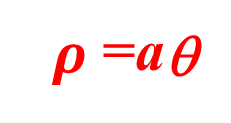 ρ = aθ